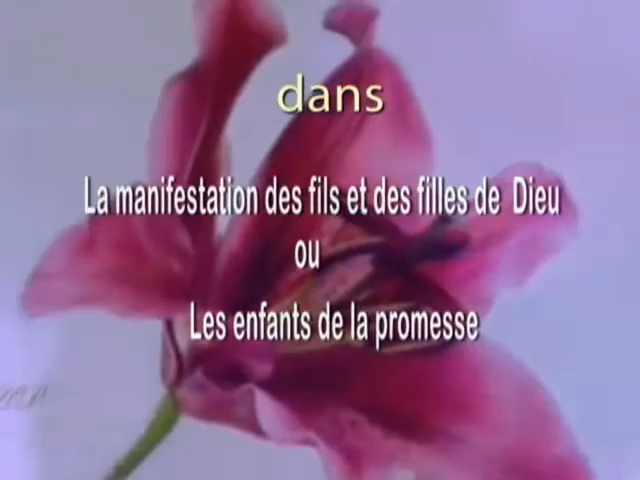 dans
La manifestation des fils et des filles de Dieu
ou
Les enfants de la promesse